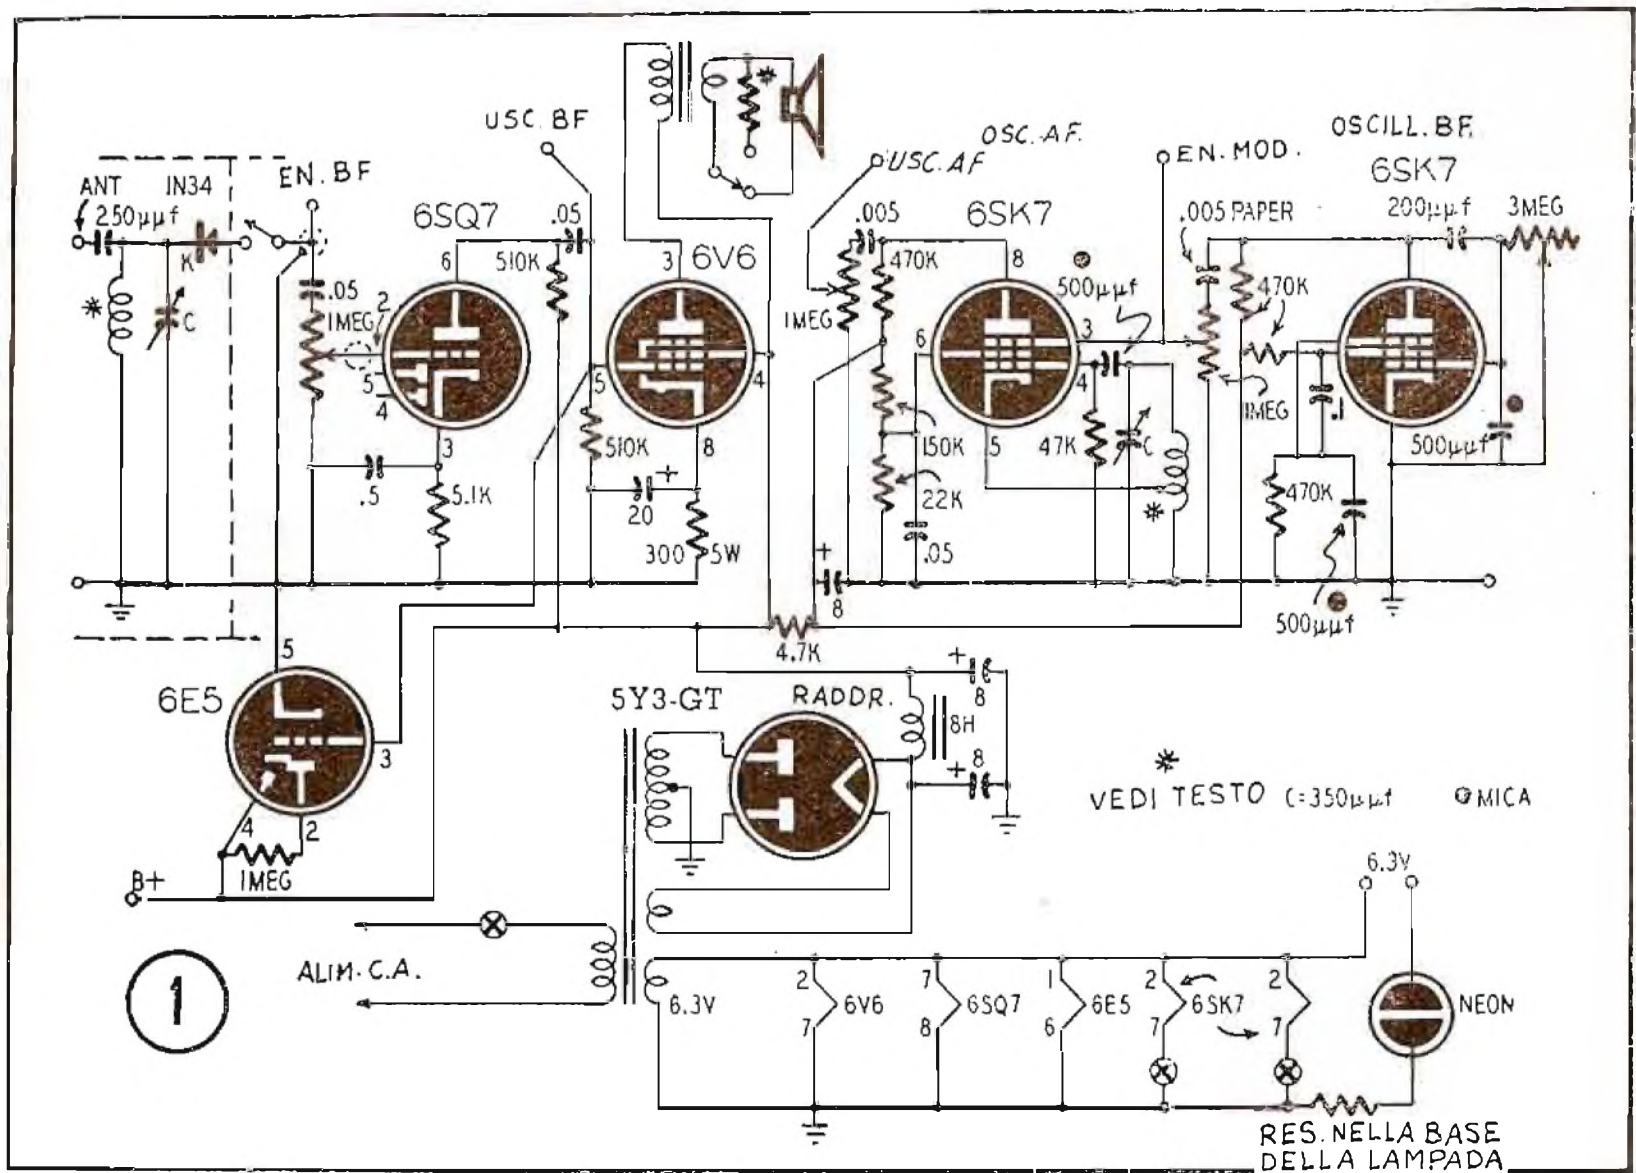 USC. BF
OSC. AF.
OSCILL. BF.
6SK7
EN. BF
USC. AF
EN. MOD.
ANT
IN34
250μμf
6SQ7
.05
6SK7
.005
.005 PAPER
200μμf
3MEG
K
510K
6
3
6V6
470K
8
500μμf
470K
.05
1MEG
2
C
1MEG
6
3
5
4
5
4
4
1MEG
.1
3
510K
8
5
150K
47K
C
500μμf
.5
5.1K
20
+
22K
470K
300
5W
+
.05
8
500μμf
5
4.7K
6E5
5Y3-GT
RADDR.
+
8
8H
3
+
8
VEDI TESTO
C=350μμf
MICA
4
2
1MEG
B+
6.3V
ALIM. C.A.
1
6.3V
2
7
1
2
2
6V6
6SQ7
6E5
6SK7
NEON
7
8
6
7
7
RES. NELLA BASE
DELLA LAMPADA